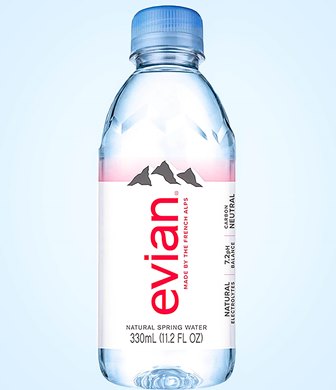 evian®
MADE BY THE FRENCH ALPS
NATURAL SPRING WATER
330mL (11.2 FL OZ)
NATURAL
ELECTROLYTES
7.2pH
BALANCE
CARBON
NEUTRAL